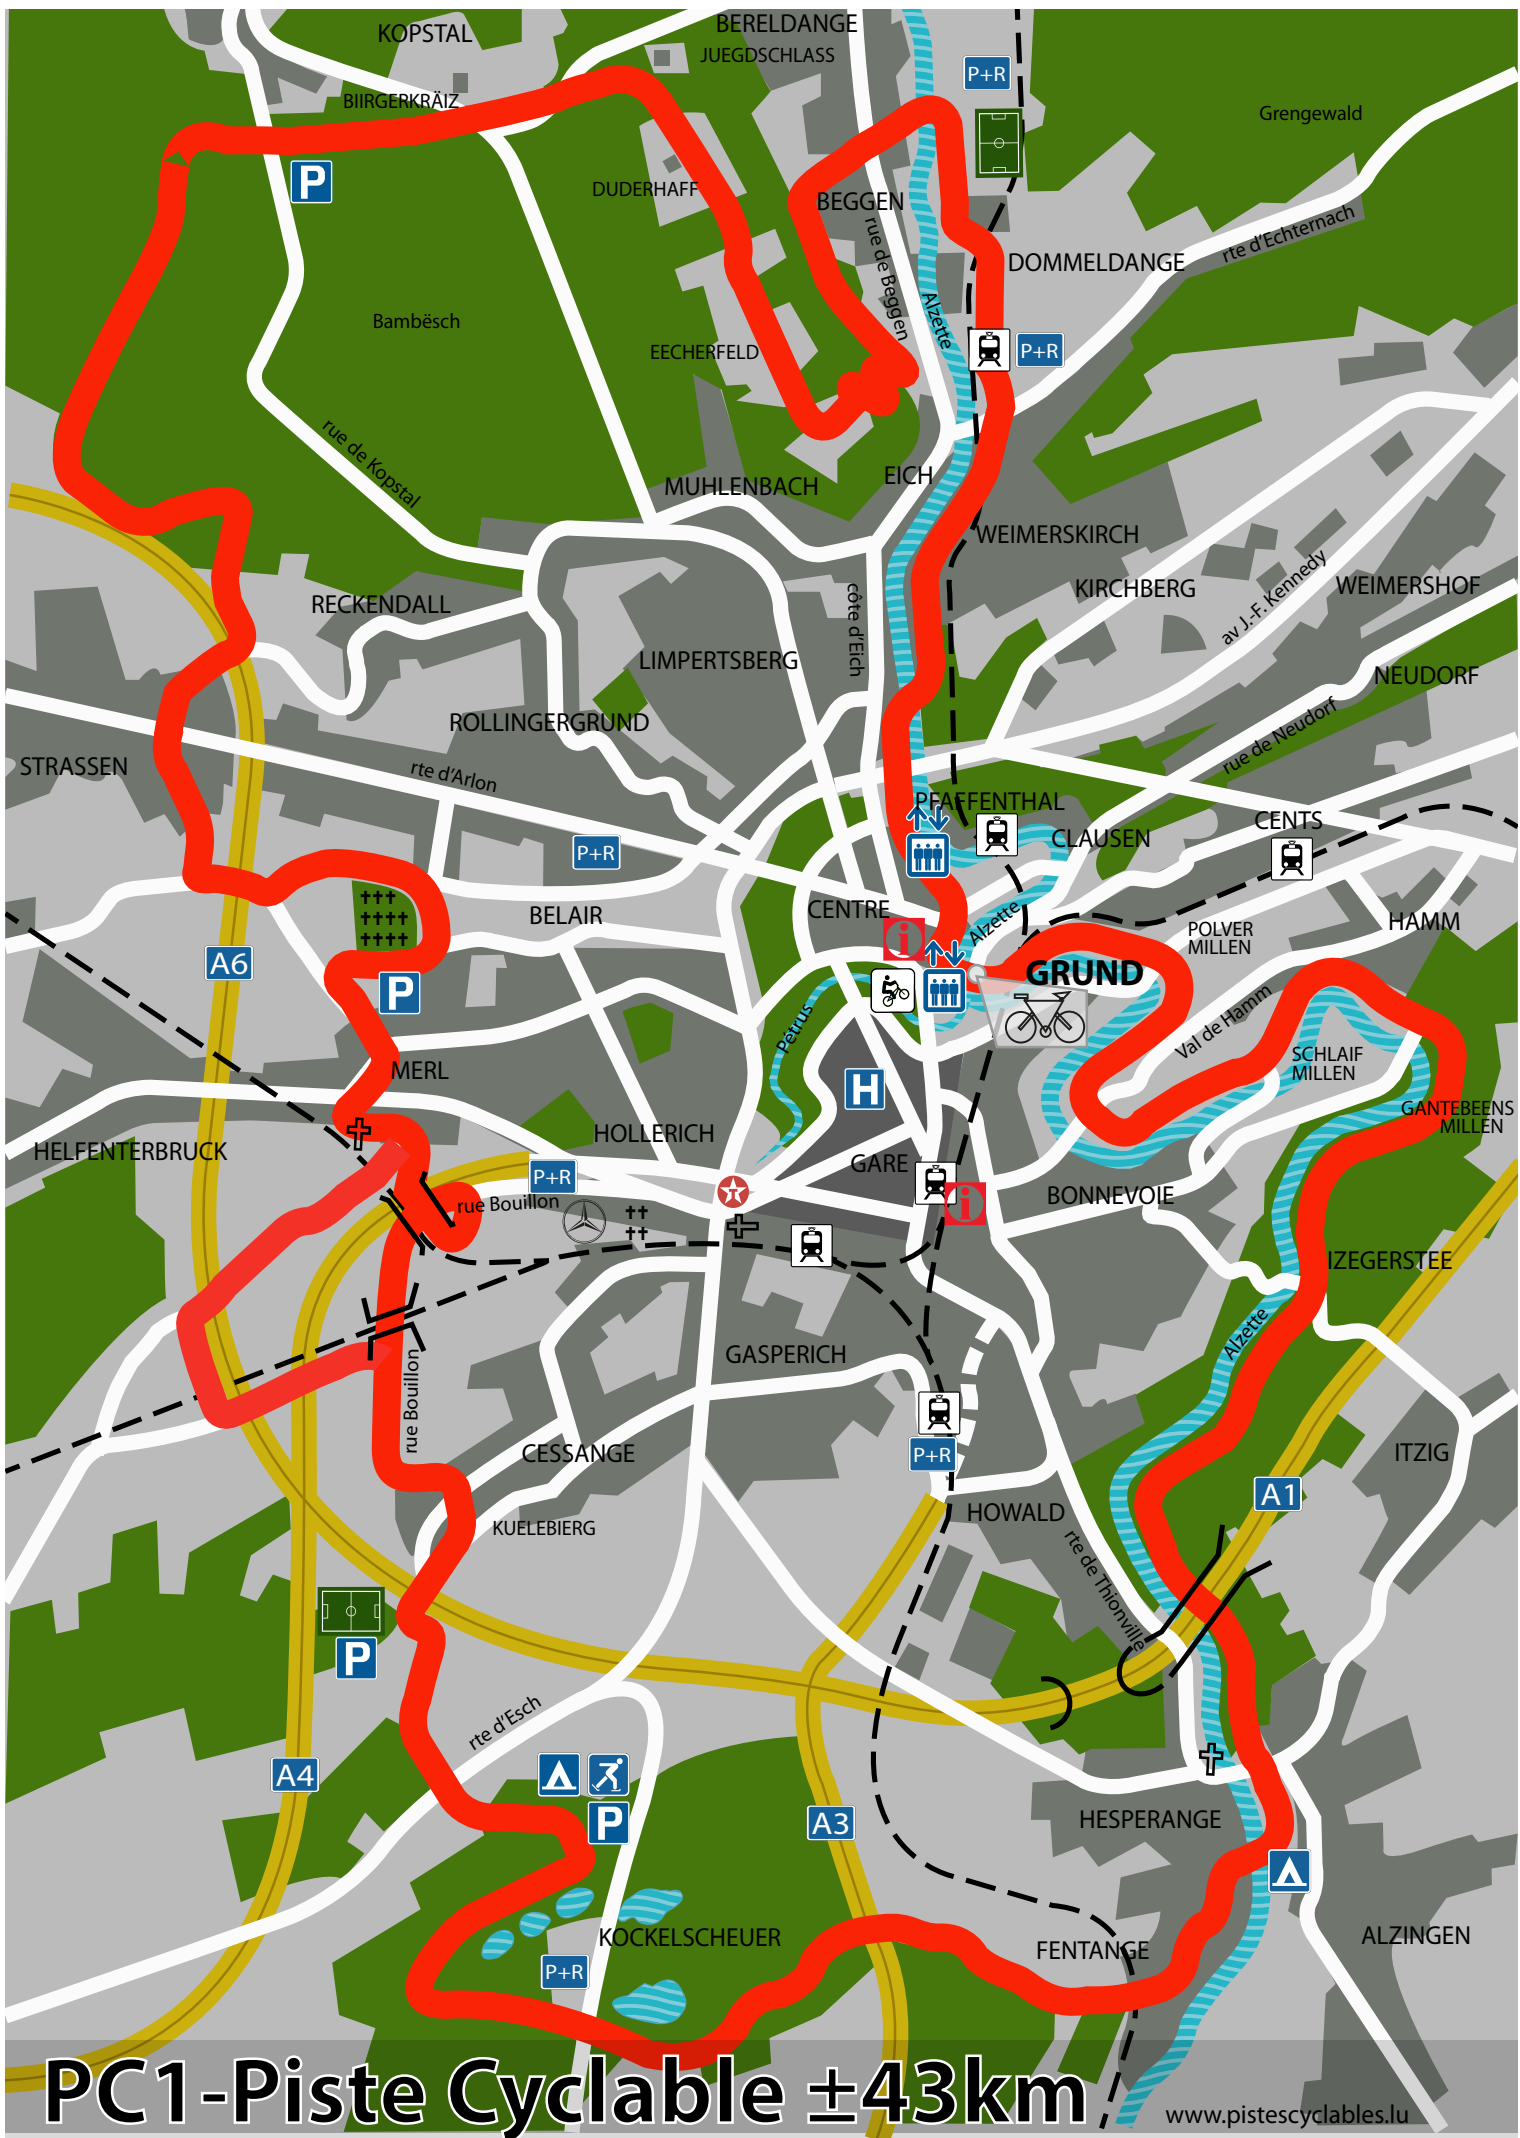 KOPSTAL
BERELDANGE
JUEGDSCHLASS
P+R
BIIRGERKRÄIZ
Grengewald
P
DUDERHAFF
BEGGEN
rue de Beggen
rte d'Echternach
DOMMELDANGE
Alzette
Bambësch
EECHERFELD
P+R
rue de Kopstal
MUHLENBACH
EICH
WEIMERSKIRCH
KIRCHBERG
av J.-F. Kennedy
WEIMERSHOF
côte d'Eich
RECKENDALL
LIMPERTSBERG
NEUDORF
ROLLINGERGRUND
rue de Neudorf
STRASSEN
rte d'Arlon
PFAFFENTHAL
CENTS
CLAUSEN
P+R
BELAIR
CENTRE
i
Alzette
POLVER
MILLEN
HAMM
A6
P
GRUND
Pétrus
Val de Hamm
SCHLAIF
MILLEN
MERL
H
GANTEBEENS
MILLEN
HELFENTERBRUCK
HOLLERICH
GARE
P+R
rue Bouillon
T
i
BONNEVOIE
IZEGERSTEE
Alzette
GASPERICH
rue Bouillon
CESSANGE
P+R
ITZIG
A1
KUELEBIERG
HOWALD
rte de Thionville
P
rte d'Esch
A4
P
A3
HESPERANGE
KOCKELSCHEUER
FENTANGE
ALZINGEN
P+R
PC1-Piste Cyclable ±43km
www.pistescyclables.lu